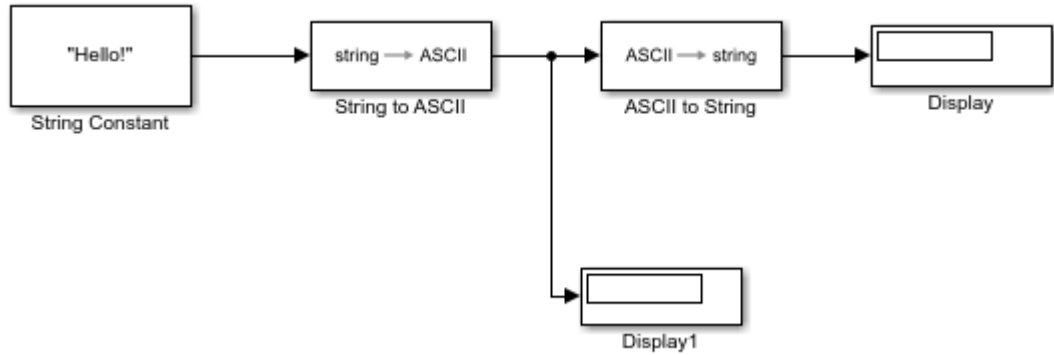 "Hello!"
String Constant
string → ASCII
String to ASCII
ASCII → string
ASCII to String
Display
Display1